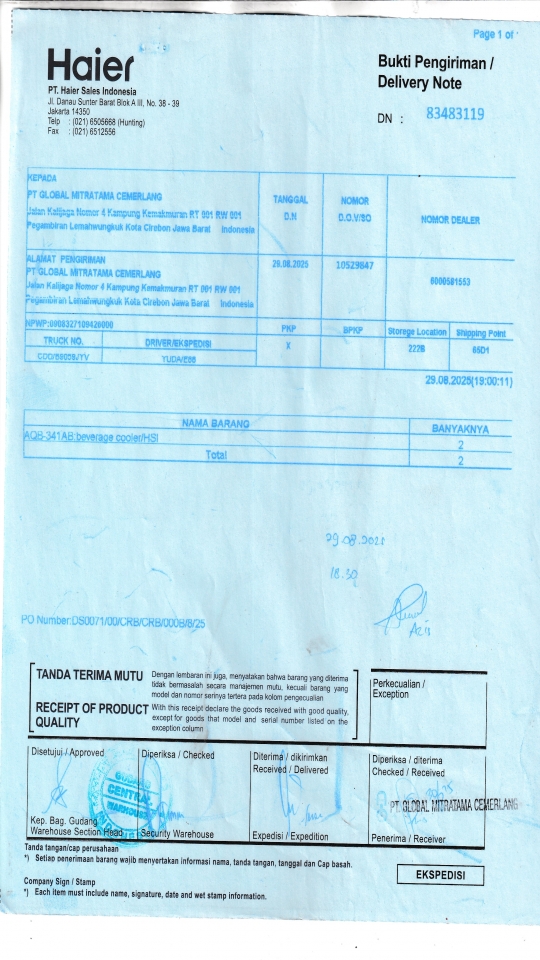 Page 1 of
Haier
Bukti Pengiriman /
Delivery Note
PT. Haier Sales Indonesia
Jl. Danau Sunter Barat Blok A III, No. 38 - 39
Jakarta 14350
Telp : (021) 6505668 (Hunting)
Fax : (021) 6512556
DN : 83483119
KEPADA
PT GLOBAL MITRATAMA CEMERLANG
Jalan Kalijaga Nomor 4 Kampung Kemakmuran RT 001 RW 001
Pegambiran Lemahwungkuk Kota Cirebon Jawa Barat Indonesia
TANGGAL
D.N
NOMOR
D.O.V/SO
NOMOR DEALER
ALAMAT PENGIRIMAN
PT GLOBAL MITRATAMA CEMERLANG
Jalan Kalijaga Nomor 4 Kampung Kemakmuran RT 001 RW 001
Pegambiran Lemahwungkuk Kota Cirebon Jawa Barat Indonesia
29.08.2025
10529847
NPWP:
PKP
BPKP
Storege Location
Shipping Point
TRUCK NO.
DRIVER/EKSPEDISI
X
222B
65D1
29.08.2025(19:00:11)
NAMA BARANG
BANYAKNYA
AQB-341AB:beverage cooler/HSI
2
Total
2
18.30
Azis
PO Number:DS0071/00/CRB/CRB/000B/8/25
TANDA TERIMA MUTU
Dengan lembaran ini juga, menyatakan bahwa barang yang diterima
tidak bermasalah secara manajemen mutu, kecuali barang yang
model dan nomor serinya tertera pada kolom pengecualian
RECEIPT OF PRODUCT
QUALITY
With this receipt declare the goods received with good quality,
except for goods that model and serial number listed on the
exception column
Perkecualian /
Exception
Disetujui / Approved
Diperiksa / Checked
Diterima / dikirimkan
Received / Delivered
Diperiksa / diterima
Checked / Received
GUDANG
CENTRAL
WAREHOUSE
PT GLOBAL MITRATAMA CEMERLANG
Kep. Bag. Gudang
Warehouse Section Head
Security Warehouse
Expedisi / Expedition
Penerima / Receiver
Tanda tangan/cap perusahaan
*) Setiap penerimaan barang wajib menyertakan informasi nama, tanda tangan, tanggal dan Cap basah.
EKSPEDISI
Company Sign / Stamp
*) Each item must include name, signature, date and wet stamp information.